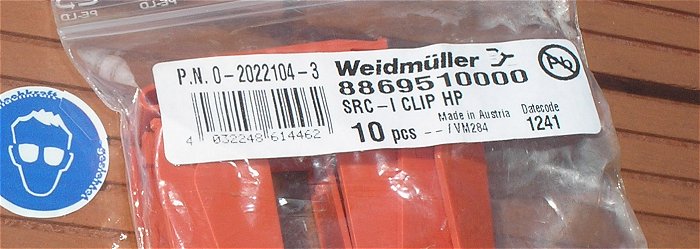 P.N. 0-2022104-3
Weidmüller
8869510000
SRC-I CLIP HP
Made in Austria
Datecode
10 pcs
--/VM284
1241
4 032248 614462
Pb